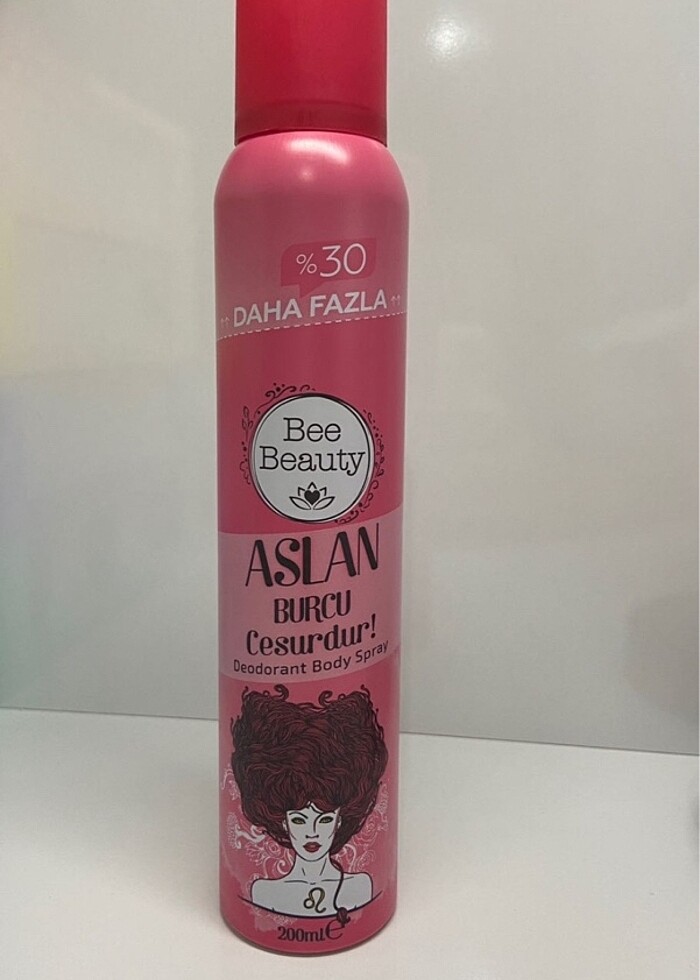 %30
DAHA FAZLA
Bee
Beauty
ASLAN
BURCU
Cesurdur!
Deodorant Body Spray
200ml e